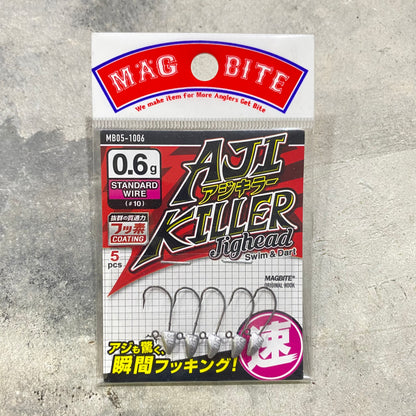 MAG BITE
We make item for More Anglers Get Bite
MB05-1006
0.6g
STANDARD WIRE
(#10)
抜群の貫通力
フッ素
COATING
5 pcs
AJI
アジキラー
KILLER
Jighead
Swim & Dart
MAGBITE®
ORIGINAL HOOK
アジも驚く、
瞬間フッキング!
速